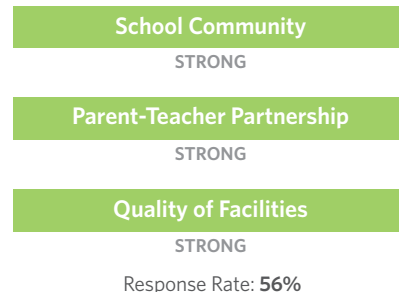 School Community
STRONG
Parent-Teacher Partnership
STRONG
Quality of Facilities
STRONG
Response Rate: 56%